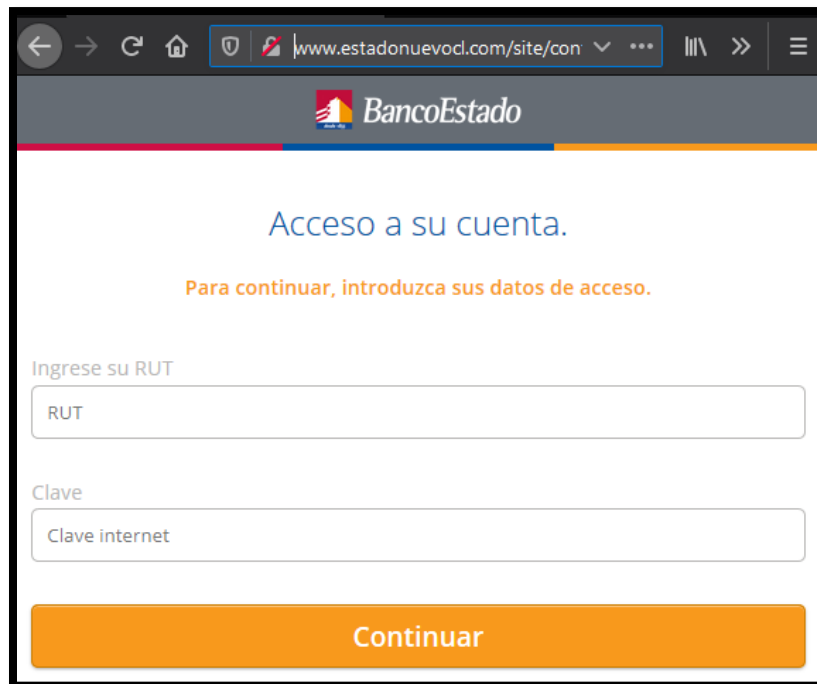 www.estadonuevocl.com/site/con
BancoEstado
Acceso a su cuenta.
Para continuar, introduzca sus datos de acceso.
Ingrese su RUT
RUT
Clave
Clave internet
Continuar